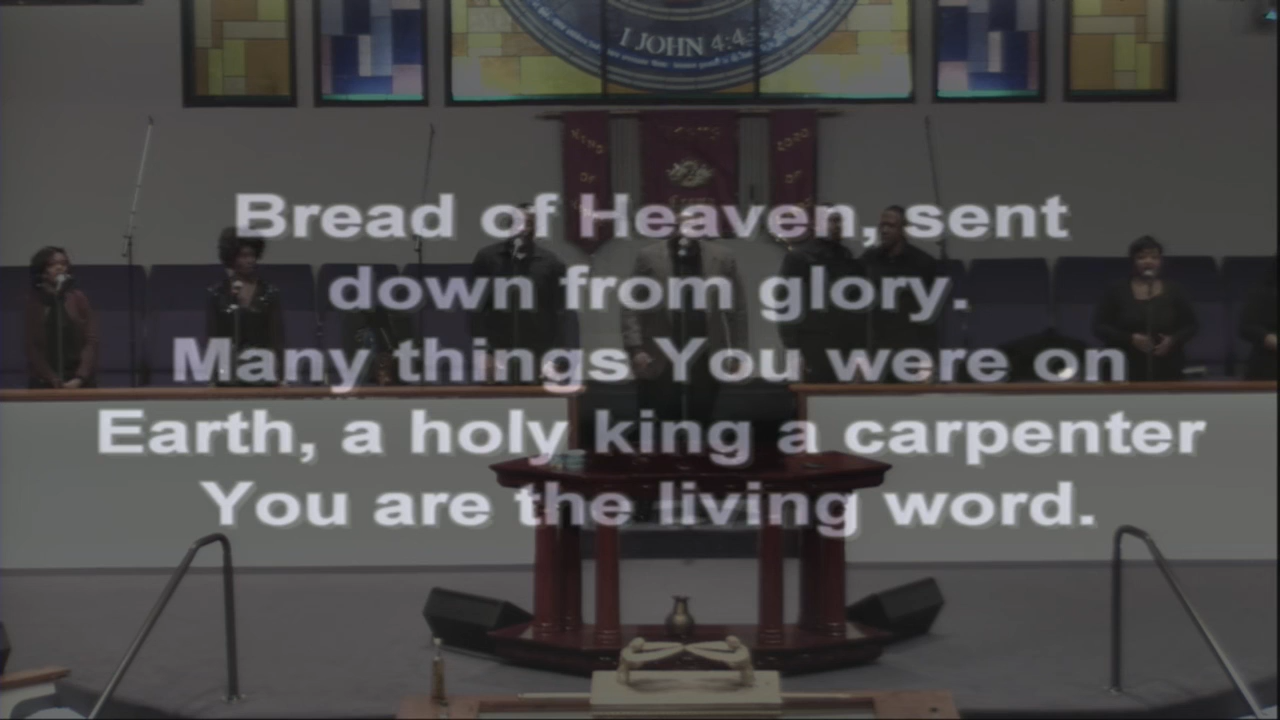 I JOHN 4:4
Bread of Heaven, sent
down from glory.
Many things You were on
Earth, a holy king a carpenter
You are the living word.